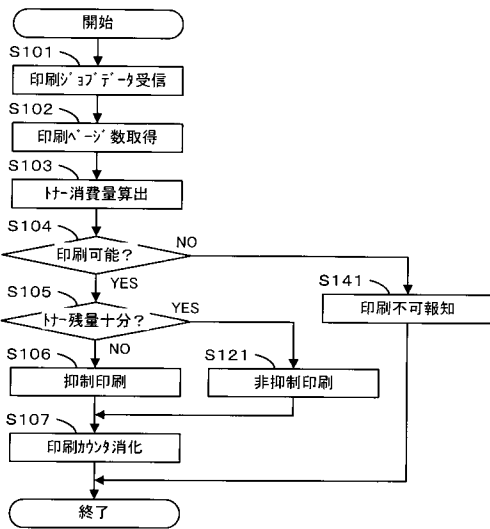 開始
S101
印刷ｼﾞｮﾌﾞﾃﾞｰﾀ受信
S102
印刷ﾍﾟｰｼﾞ数取得
S103
ﾄﾅｰ消費量算出
S104
印刷可能？
NO
YES
S105
ﾄﾅｰ残量十分？
YES
NO
S141
印刷不可報知
S106
抑制印刷
S121
非抑制印刷
S107
印刷ｶｳﾝﾀ消化
終了